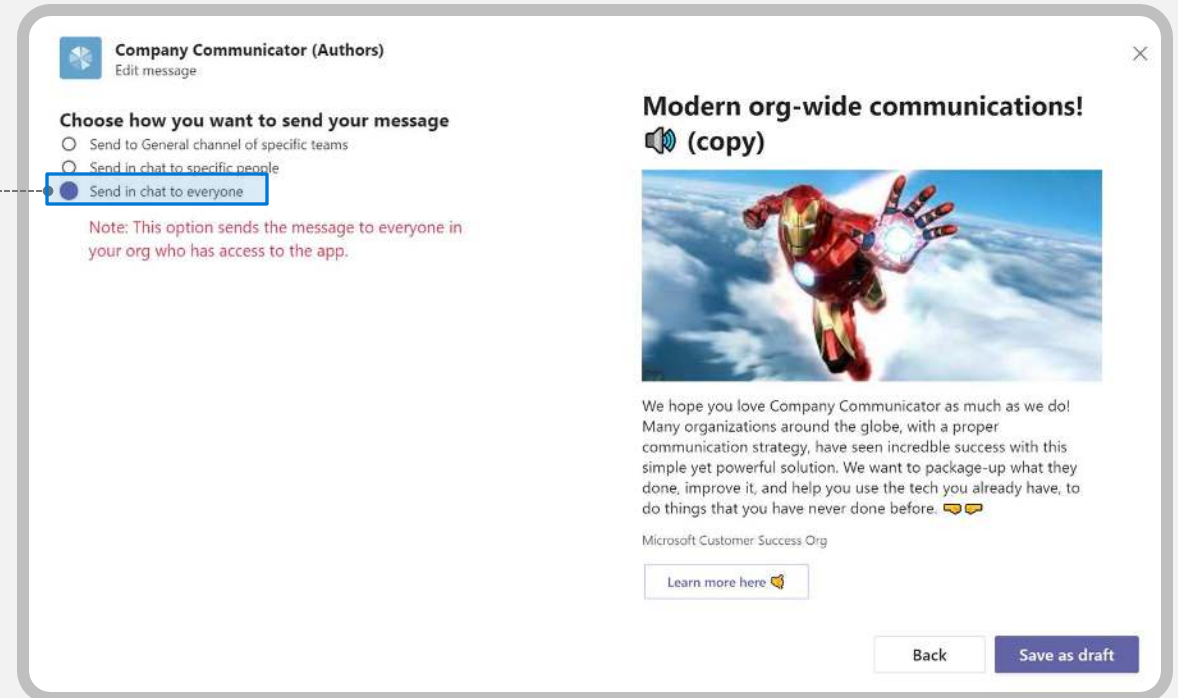 Company Communicator (Authors)
Edit message
Choose how you want to send your message
Send to General channel of specific teams
Send in chat to specific people
Send in chat to everyone
Note: This option sends the message to everyone in
your org who has access to the app.
Modern org-wide communications!
🔊 (copy)
We hope you love Company Communicator as much as we do!
Many organizations around the globe, with a proper
communication strategy, have seen incredble success with this
simple yet powerful solution. We want to package-up what they
done, improve it, and help you use the tech you already have, to
do things that you have never done before. 🤜🤛
Microsoft Customer Success Org
Learn more here
Back
Save as draft